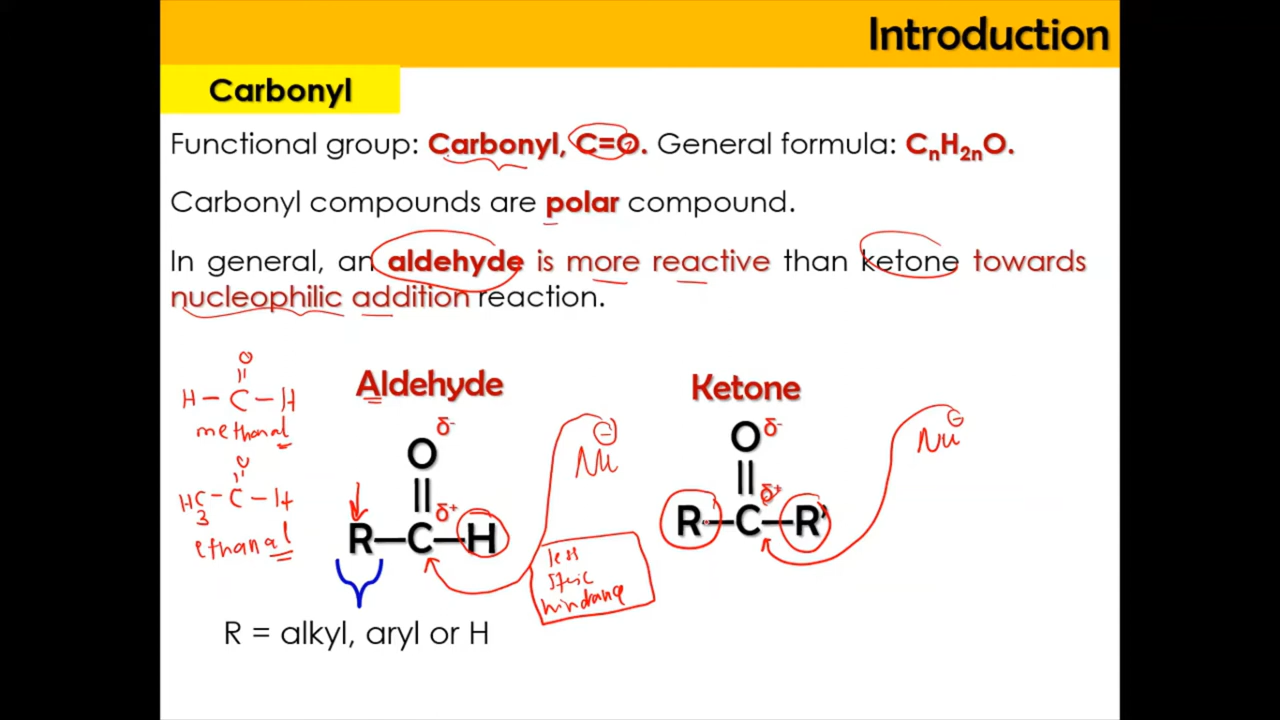 Introduction
Carbonyl
Functional group: Carbonyl, C=O. General formula: CₙH₂ₙO.
Carbonyl compounds are polar compound.
In general, an aldehyde is more reactive than ketone towards
nucleophilic addition reaction.
O
H – C – H
methanal
O
H₃C – C – H
ethanal
Aldehyde
δ-
O
δ+
R—C—H
Nu⊖
less
steric
hindrance
R = alkyl, aryl or H
Ketone
δ-
O
δ+
R—C—R'
Nu⊖